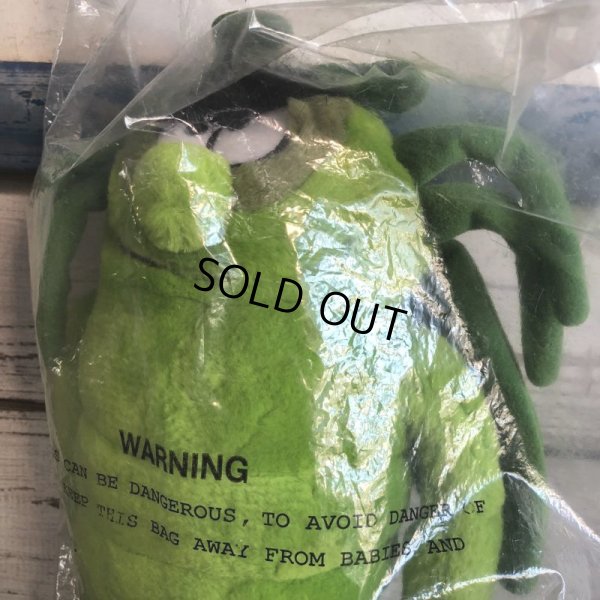 SOLD OUT
WARNING
CAN BE DANGEROUS, TO AVOID DANGER OF
KEEP THIS BAG AWAY FROM BABIES AND